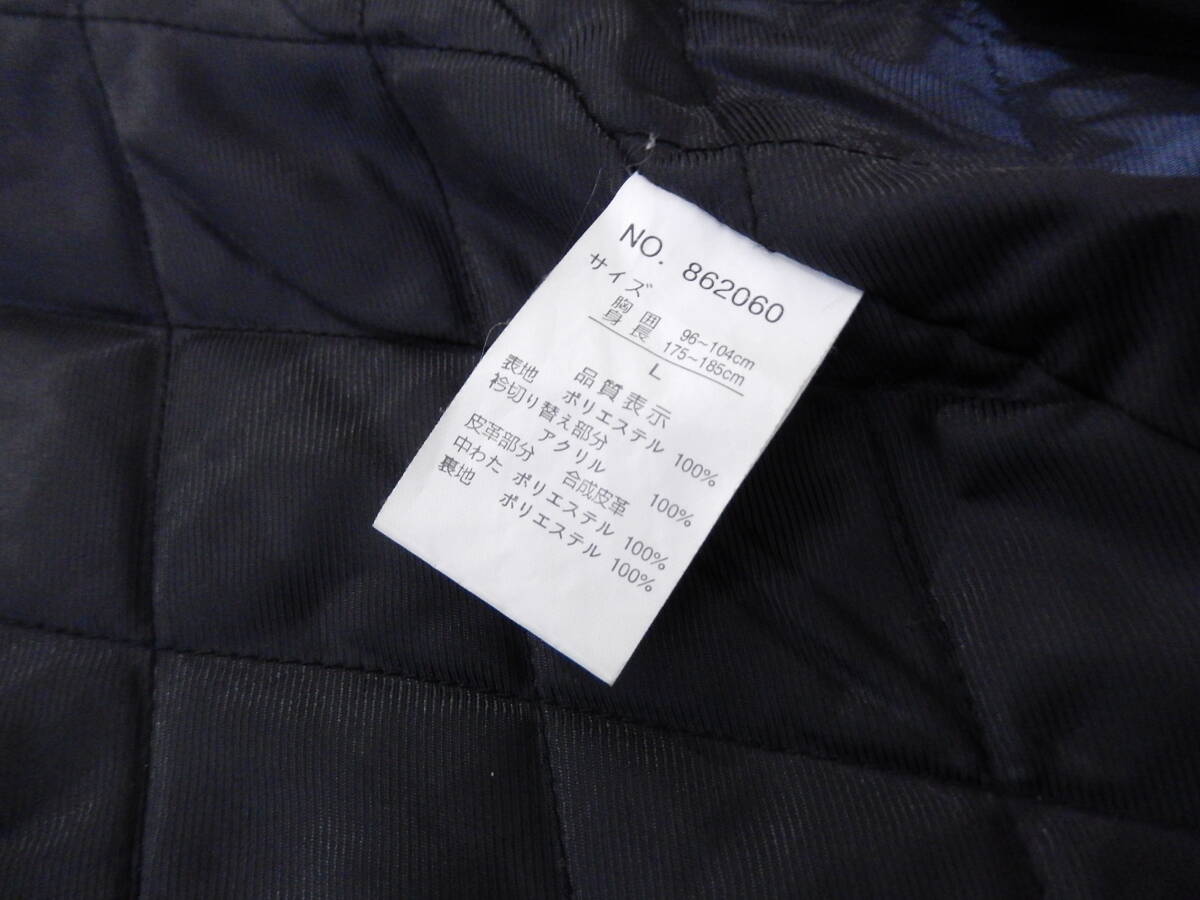 NO. 862060
サイズ
胸囲 96~104cm
身長 175~185cm
L
品質表示
表地 ポリエステル 100%
衿切り替え部分
アクリル 100%
皮革部分 合成皮革
中わた ポリエステル 100%
裏地 ポリエステル 100%